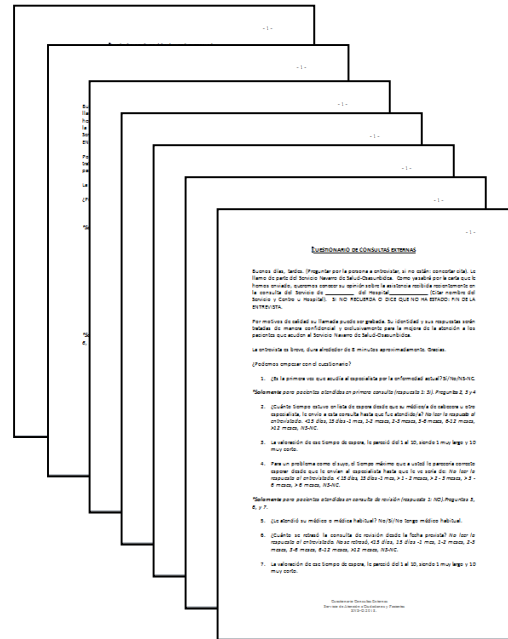 - 1 -
- 1 -
- 1 -
- 1 -
- 1 -
- 1 -
- 1 -
CUESTIONARIO DE CONSULTAS EXTERNAS
Buenos días, tardes. (Preguntar por la persona a entrevistar, si no están: concertar cita). Le
llamo de parte del Servicio Navarro de Salud-Osasunbidea. Como ya sabrá por la carta que le
hemos enviado, queremos conocer su opinión sobre la asistencia recibida recientemente en
la consulta del Servicio de __________ del Hospital__________ (Citar nombre del
Servicio y Centro u Hospital). SI NO RECUERDA O DICE QUE NO HA ESTADO: FIN DE LA
ENTREVISTA.
Por motivos de calidad su llamada puede ser grabada. Su identidad y sus respuestas serán
tratadas de manera confidencial y exclusivamente para la mejora de la atención a los
pacientes que acuden al Servicio Navarro de Salud-Osasunbidea.
La entrevista es breve, dura alrededor de 8 minutos aproximadamente. Gracias.
¿Podemos empezar con el cuestionario?
1. ¿Es la primera vez que acudía al especialista por la enfermedad actual? Sí/No/NS-NC.
*Solamente para pacientes atendidos en primera consulta (respuesta 1: SI). Preguntas 2, 3 y 4
2. ¿Cuánto tiempo estuvo en lista de espera desde que su médico/a de cabecera u otro
especialista, le envió a esta consulta hasta que fue atendido/a? No leer la respuesta al
entrevistado. <15 días, 15 días -1 mes, 1-2 meses, 2-3 meses, 3-6 meses, 6-12 meses,
>12 meses, NS-NC.
3. La valoración de ese tiempo de espera, le pareció del 1 al 10, siendo 1 muy largo y 10
muy corto.
4. Para un problema como el suyo, el tiempo máximo que a usted le parecería correcto
esperar desde que le envían al especialista hasta que le ve sería de: No leer la
respuesta al entrevistado. < 15 días, 15 días -1 mes, > 1 - 2 meses, > 2 - 3 meses, > 3 -
6 meses, > 6 meses, NS-NC.
*Solamente para pacientes atendidos en consulta de revisión (respuesta 1: NO).Preguntas 5,
6, y 7.
5. ¿Le atendió su médico o médica habitual? No/Sí/No tengo médico habitual.
6. ¿Cuánto se retrasó la consulta de revisión desde la fecha prevista? No leer la
respuesta al entrevistado. No se retrasó, <15 días, 15 días -1 mes, 1-2 meses, 2-3
meses, 3-6 meses, 6-12 meses, >12 meses, NS-NC.
7. La valoración de ese tiempo de espera, le pareció del 1 al 10, siendo 1 muy largo y 10
muy corto.
Cuestionario Consultas Externas
Servicio de Atención a Ciudadanos y Pacientes